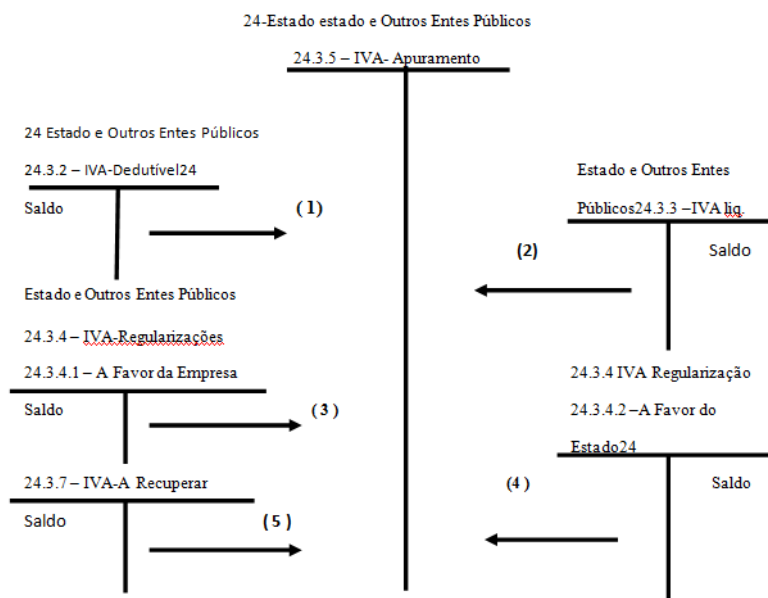 24-Estado estado e Outros Entes Públicos
24.3.5 – IVA- Apuramento
24 Estado e Outros Entes Públicos
24.3.2 – IVA-Dedutível24
Saldo
(1)
Estado e Outros Entes
Públicos24.3.3 –IVA liq.
(2)
Saldo
Estado e Outros Entes Públicos
24.3.4 – IVA-Regularizações
24.3.4.1 – A Favor da Empresa
Saldo
(3)
24.3.4 IVA Regularização
24.3.4.2 –A Favor do
Estado24
(4)
Saldo
24.3.7 – IVA-A Recuperar
Saldo
(5)